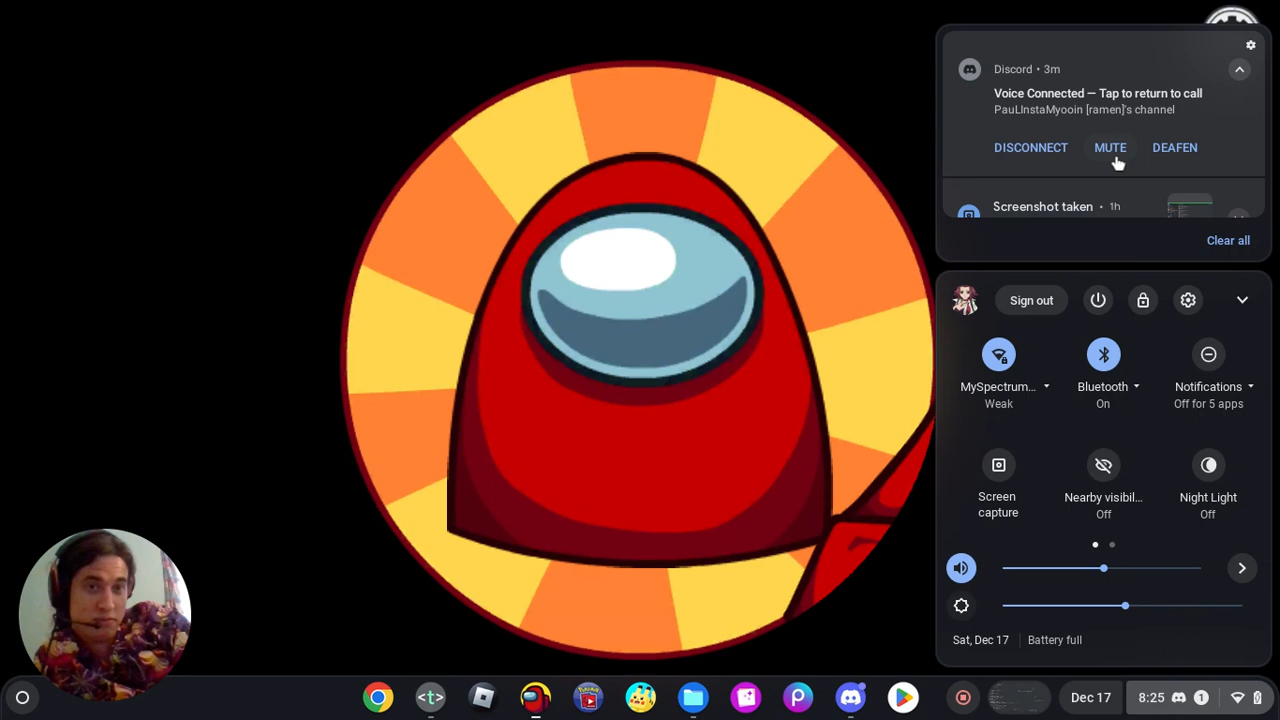 Discord • 3m
Voice Connected — Tap to return to call
PaulInstaMyooin [ramen]'s channel
DISCONNECT MUTE DEAFEN
Screenshot taken • 1h
Clear all
Sign out
MySpectrum... Bluetooth Notifications
Weak On Off for 5 apps
Screen capture
Nearby visibil... Night Light
Off Off
Sat, Dec 17 Battery full
<t> P Dec 17 8:25 1